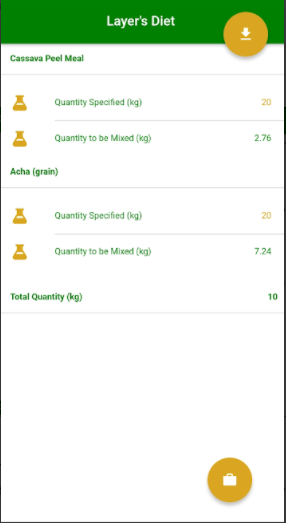 Layer's Diet
Cassava Peel Meal
Quantity Specified (kg) 20
Quantity to be Mixed (kg) 2.76
Acha (grain)
Quantity Specified (kg) 20
Quantity to be Mixed (kg) 7.24
Total Quantity (kg) 10